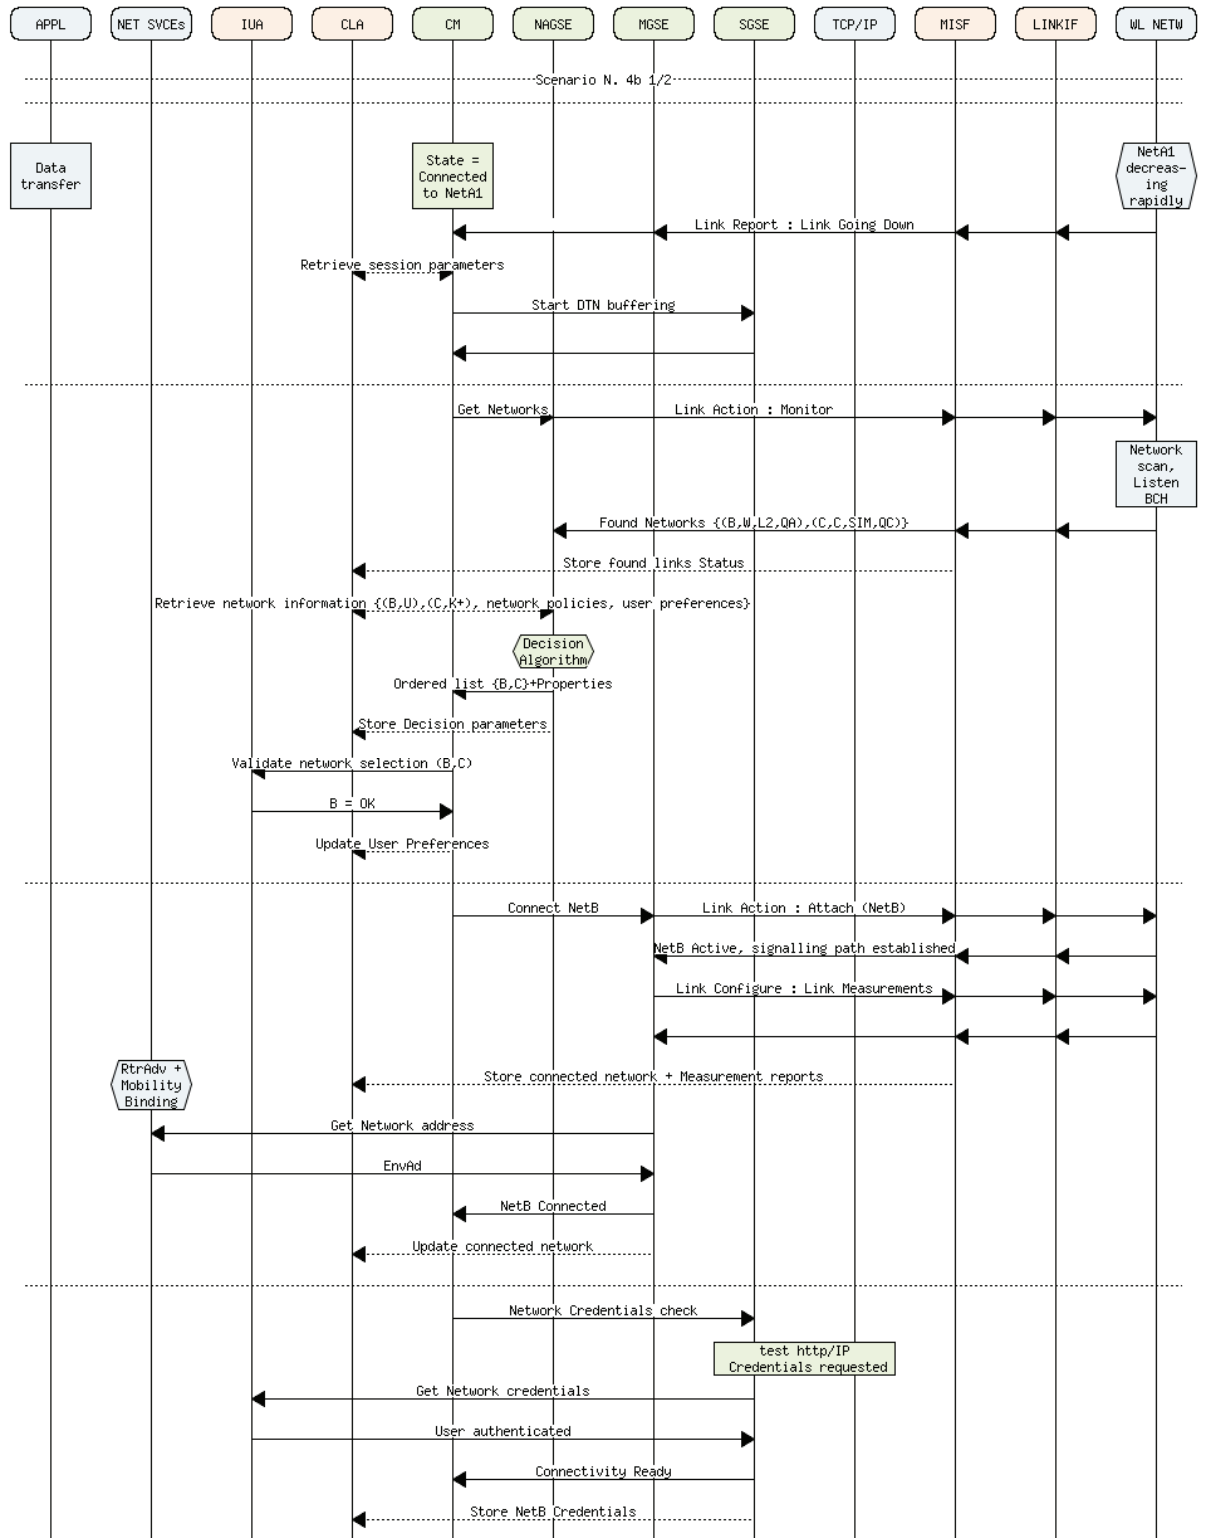 APPL NET SVCEs IUA CLA CM NAGSE MGSE SGSE TCP/IP MISF LINKIF WL NETW
Scenario N. 4b 1/2
Data
transfer
State =
Connected
to NetA1
NetA1
decreas-
ing
rapidly
Link Report : Link Going Down
Retrieve session parameters
Start DTN buffering
Get Networks
Link Action : Monitor
Network
scan,
Listen
BCH
Found Networks {(B,W,L2,QA),(C,C,SIM,QC)}
Store found links Status
Retrieve network information {(B,U),(C,K+), network policies, user preferences}
Decision
Algorithm
Ordered list {B,C}+Properties
Store Decision parameters
Validate network selection (B,C)
B = OK
Update User Preferences
Connect NetB
Link Action : Attach (NetB)
NetB Active, signalling path established
Link Configure : Link Measurements
RtrAdv +
Mobility
Binding
Store connected network + Measurement reports
Get Network address
EnvAd
NetB Connected
Update connected network
Network Credentials check
test http/IP
Credentials requested
Get Network credentials
User authenticated
Connectivity Ready
Store NetB Credentials